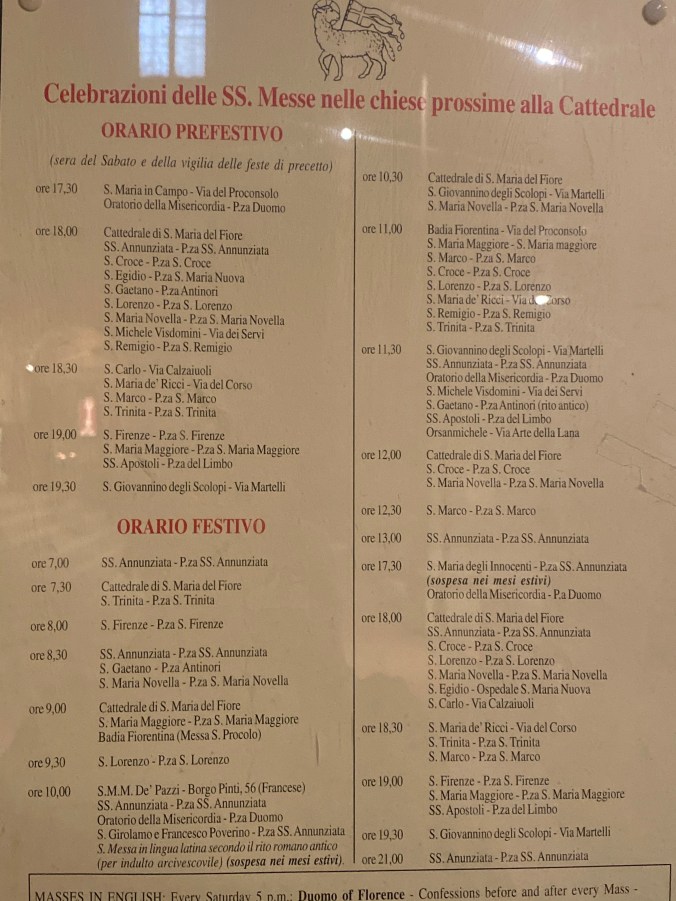 Celebrazioni delle SS. Messe nelle chiese prossime alla Cattedrale
ORARIO PREFESTIVO
(sera del Sabato e della vigilia delle feste di precetto)
ore 17,30 S. Maria in Campo - Via del Proconsolo
Oratorio della Misericordia - P.za Duomo
ore 18,00 Cattedrale di S. Maria del Fiore
SS. Annunziata - P.za SS. Annunziata
S. Croce - P.za S. Croce
S. Egidio - P.za S. Maria Nuova
S. Gaetano - P.za Antinori
S. Lorenzo - P.za S. Lorenzo
S. Maria Novella - P.za S. Maria Novella
S. Michele Visdomini - Via dei Servi
S. Remigio - P.za S. Remigio
ore 18,30 S. Carlo - Via Calzaiuoli
S. Maria de' Ricci - Via del Corso
S. Marco - P.za S. Marco
S. Trinita - P.za S. Trinita
ore 19,00 S. Firenze - P.za S. Firenze
S. Maria Maggiore - P.za S. Maria Maggiore
SS. Apostoli - P.za del Limbo
ore 19,30 S. Giovannino degli Scolopi - Via Martelli
ORARIO FESTIVO
ore 7,00 SS. Annunziata - P.za SS. Annunziata
ore 7,30 Cattedrale di S. Maria del Fiore
S. Trinita - P.za S. Trinita
ore 8,00 S. Firenze - P.za S. Firenze
ore 8,30 SS. Annunziata - P.za SS. Annunziata
S. Gaetano - P.za Antinori
S. Maria Novella - P.za S. Maria Novella
ore 9,00 Cattedrale di S. Maria del Fiore
S. Maria Maggiore - P.za S. Maria Maggiore
Badia Fiorentina (Messa S. Procolo)
ore 9,30 S. Lorenzo - P.za S. Lorenzo
ore 10,00 S.M.M. De' Pazzi - Borgo Pinti, 56 (Francese)
SS. Annunziata - P.za SS. Annunziata
Oratorio della Misericordia - P.za Duomo
S. Girolamo e Francesco Poverino - P.za SS. Annunziata
S. Messa in lingua latina secondo il rito romano antico
(per indulto arcivescovile) (sospesa nei mesi estivi).
ore 10,30 Cattedrale di S. Maria del Fiore
S. Giovannino degli Scolopi - Via Martelli
S. Maria Novella - P.za S. Maria Novella
ore 11,00 Badia Fiorentina - Via del Proconsolo
S. Maria Maggiore - S. Maria maggiore
S. Marco - P.za S. Marco
S. Croce - P.za S. Croce
S. Lorenzo - P.za S. Lorenzo
S. Maria de' Ricci - Via del Corso
S. Remigio - P.za S. Remigio
S. Trinita - P.za S. Trinita
ore 11,30 S. Giovannino degli Scolopi - Via Martelli
SS. Annunziata - P.za SS. Annunziata
Oratorio della Misericordia - P.za Duomo
S. Michele Visdomini - Via dei Servi
S. Gaetano - P.za Antinori (rito antico)
SS. Apostoli - P.za del Limbo
Orsanmichele - Via Arte della Lana
ore 12,00 Cattedrale di S. Maria del Fiore
S. Croce - P.za S. Croce
S. Maria Novella - P.za S. Maria Novella
ore 12,30 S. Marco - P.za S. Marco
ore 13,00 SS. Annunziata - P.za SS. Annunziata
ore 17,30 S. Maria degli Innocenti - P.za SS. Annunziata
(sospesa nei mesi estivi)
Oratorio della Misericordia - P.a Duomo
ore 18,00 Cattedrale di S. Maria del Fiore
SS. Annunziata - P.za SS. Annunziata
S. Croce - P.za S. Croce
S. Lorenzo - P.za S. Lorenzo
S. Maria Novella - P.za S. Maria Novella
S. Egidio - Ospedale S. Maria Nuova
S. Carlo - Via Calzaiuoli
ore 18,30 S. Maria de' Ricci - Via del Corso
S. Trinita - P.za S. Trinita
S. Marco - P.za S. Marco
ore 19,00 S. Firenze - P.za S. Firenze
S. Maria Maggiore - P.za S. Maria Maggiore
SS. Apostoli - P.za del Limbo
ore 19,30 S. Giovannino degli Scolopi - Via Martelli
ore 21,00 SS. Anunziata - P.za SS. Annunziata
MASSES IN ENGLISH: Every Saturday 5 p.m.: Duomo of Florence - Confessions before and after every Mass -